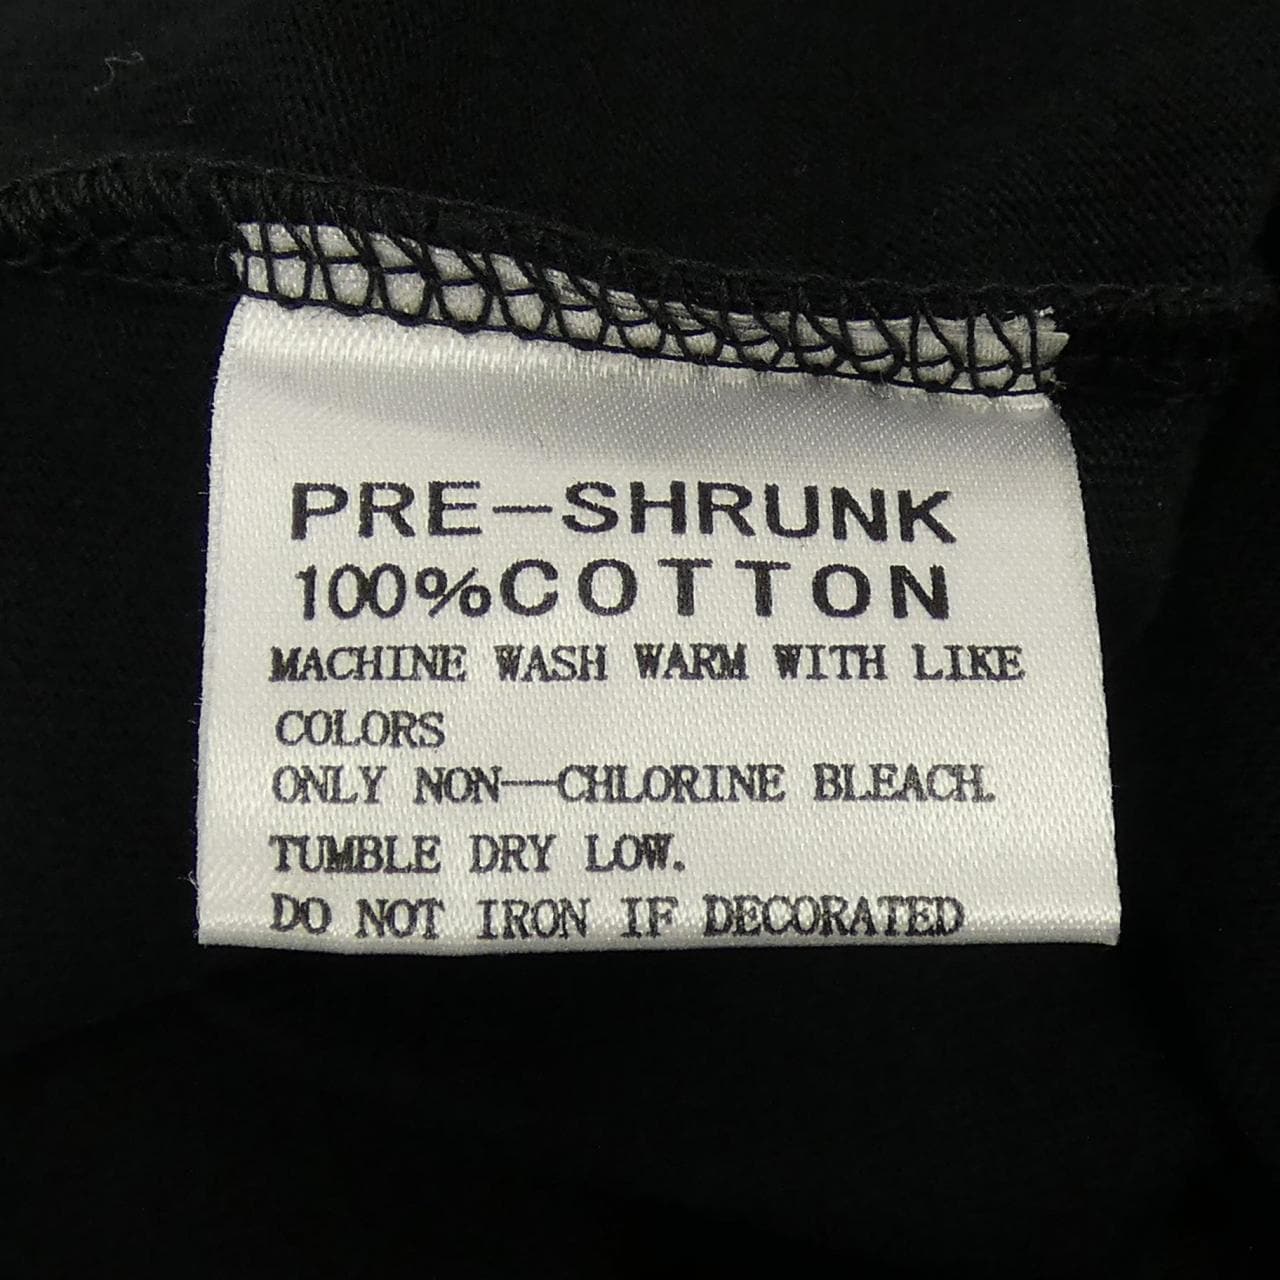 PRE-SHRUNK
100%COTTON
MACHINE WASH WARM WITH LIKE
COLORS
ONLY NON-CHLORINE BLEACH.
TUMBLE DRY LOW.
DO NOT IRON IF DECORATED